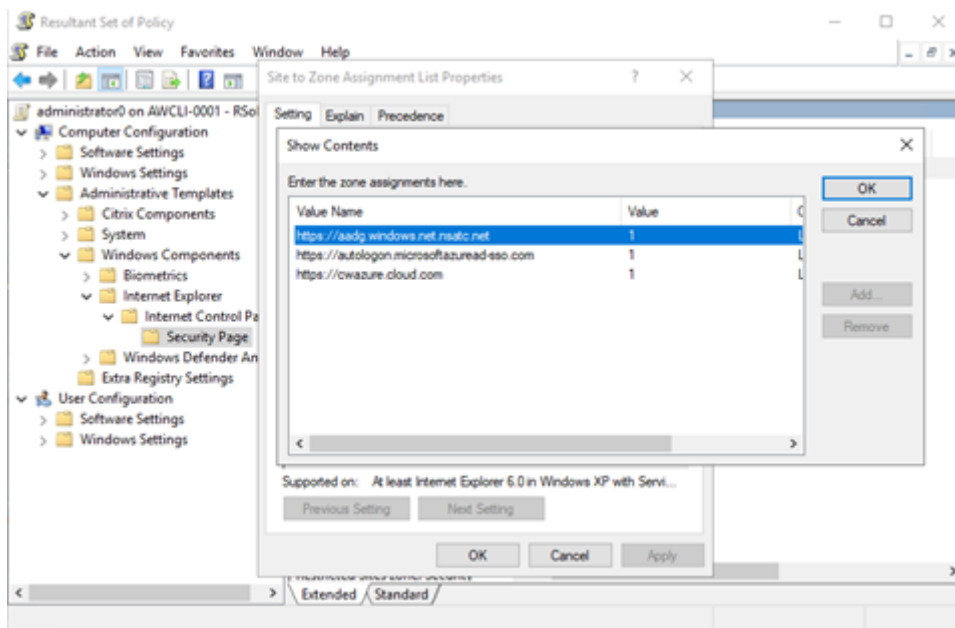 Resultant Set of Policy
File Action View Favorites Window Help
administrator0 on AWCLI-0001 - RSo
Computer Configuration
Software Settings
Windows Settings
Administrative Templates
Citrix Components
System
Windows Components
Biometrics
Internet Explorer
Internet Control Pa
Security Page
Windows Defender An
Extra Registry Settings
User Configuration
Software Settings
Windows Settings
Site to Zone Assignment List Properties
Setting Explain Precedence
Show Contents
Enter the zone assignments here.
OK
Cancel
Value Name Value
https://aadg.windows.net.nsatc.net 1
https://autologon.microsoftazuread-sso.com 1
https://cwazure.cloud.com 1
Add...
Remove
Supported on: At least Internet Explorer 6.0 in Windows XP with Servi...
Previous Setting Next Setting
OK Cancel Apply
Extended Standard